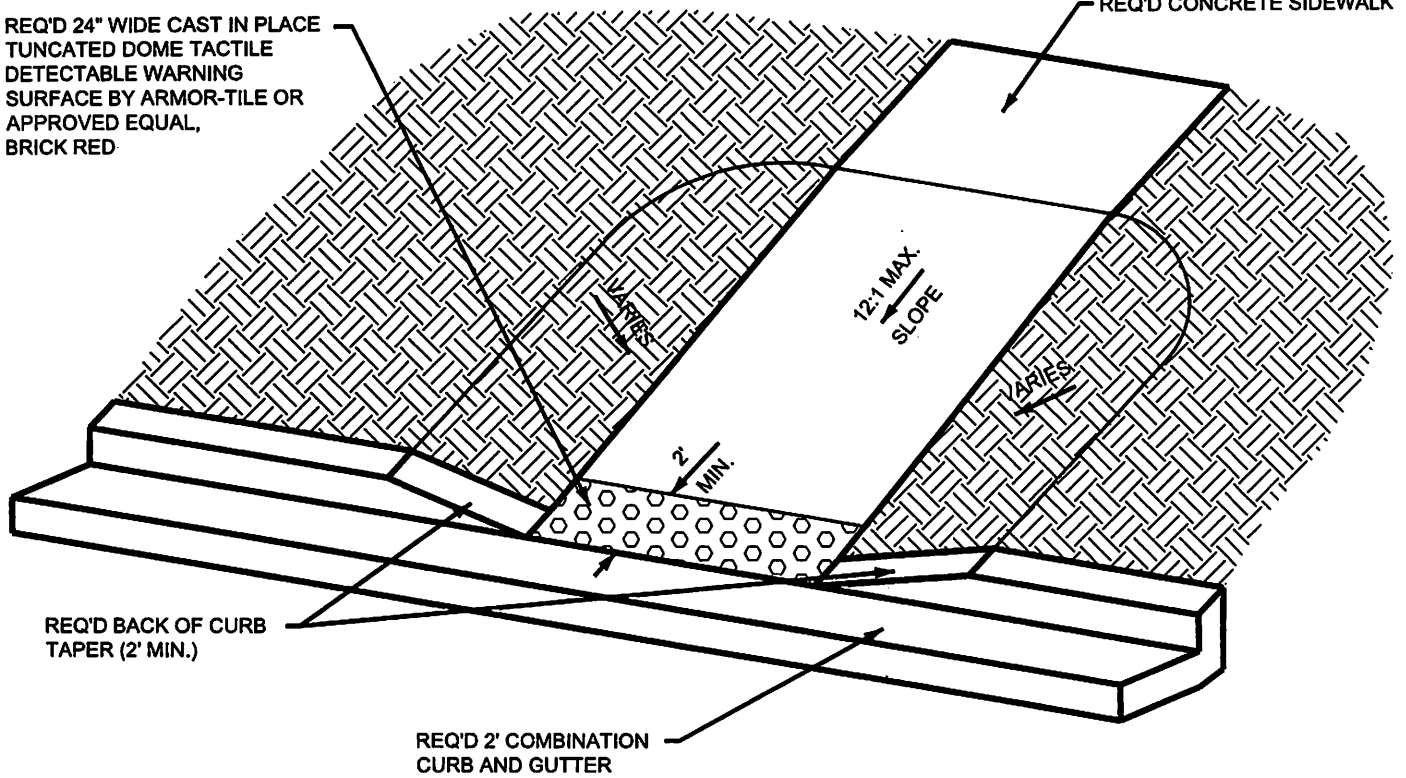 REQ'D CONCRETE SIDEWALK
REQ'D 24" WIDE CAST IN PLACE
TUNCATED DOME TACTILE
DETECTABLE WARNING
SURFACE BY ARMOR-TILE OR
APPROVED EQUAL,
BRICK RED
12:1 MAX.
SLOPE
VARIES
VARIES
2'
MIN.
REQ'D BACK OF CURB
TAPER (2' MIN.)
REQ'D 2' COMBINATION
CURB AND GUTTER